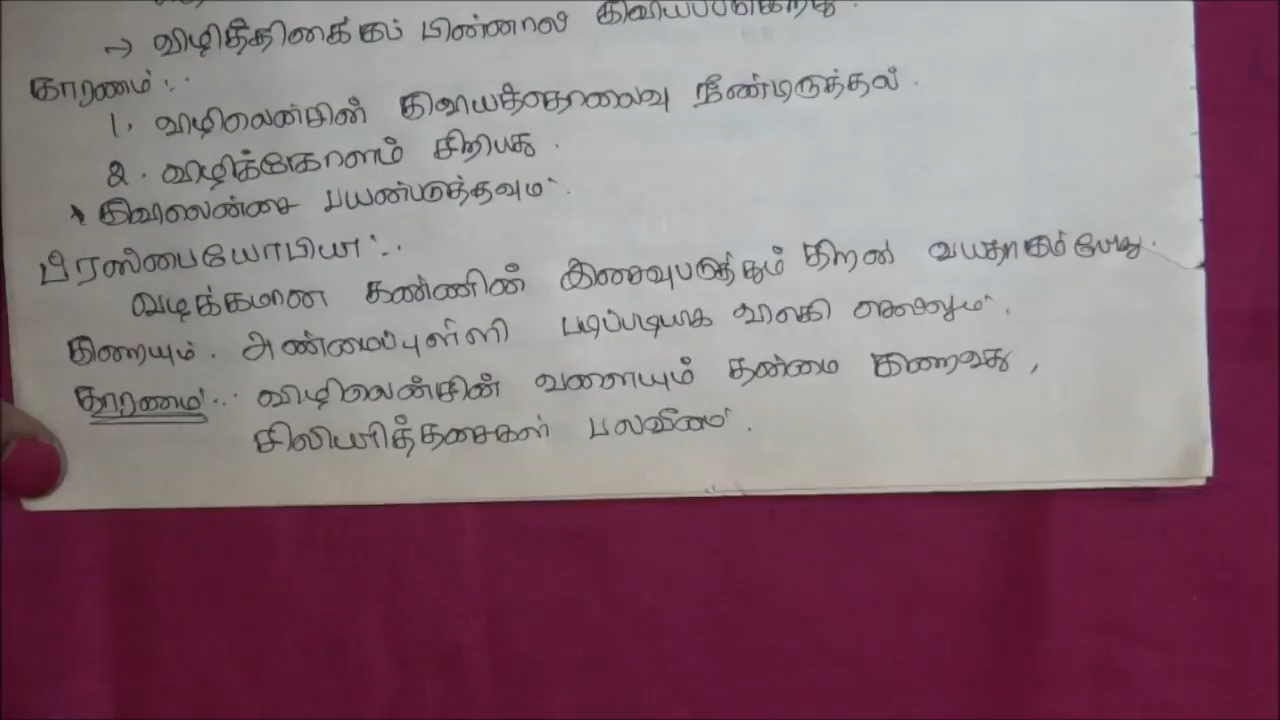 -> விழித்திரைக்குப் பின்னால் குவியப்படுகிறது.
காரணம் :.
1. விழிலென்சின் குவியத்தொலைவு நீண்டிருத்தல்.
2. விழிக்கோளம் சிறியது.
* குவிலென்சை பயன்படுத்தவும்.
பிரஸ்பையோபியா :.
வழக்கமான கண்ணின் இசைவுபடுத்தும் திறன் வயதாகும் போது.
குறையும். அண்மைப்புள்ளி படிப்படியாக விலகி செல்லும்.
காரணம் :. விழிலென்சின் வளையும் தன்மை குறைவது,
சிலியரித்தசைகள் பலவீனம்.